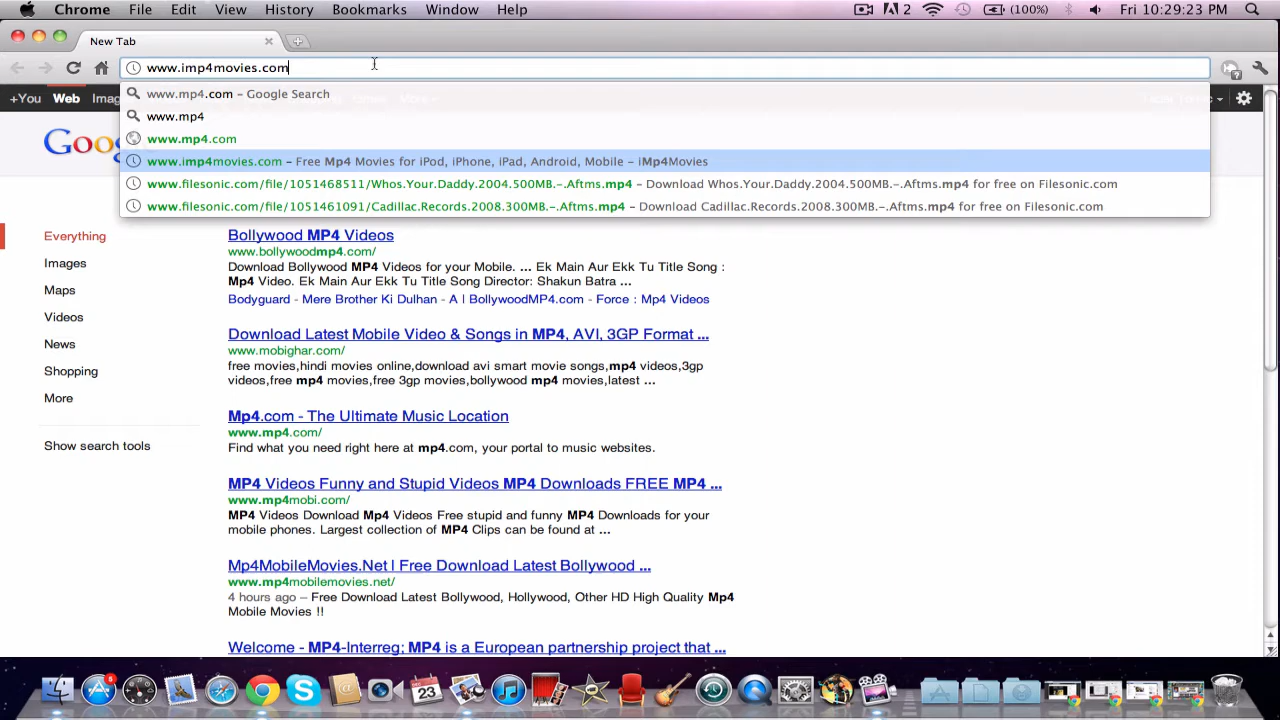 Chrome File Edit View History Bookmarks Window Help 2 (100%) Fri 10:29:23 PM
New Tab
www.imp4movies.com
www.mp4.com – Google Search
www.mp4
www.mp4.com
www.imp4movies.com – Free Mp4 Movies for iPod, iPhone, iPad, Android, Mobile – iMp4Movies
www.filesonic.com/file/1051468511/Whos.Your.Daddy.2004.500MB.-.Aftms.mp4 – Download Whos.Your.Daddy.2004.500MB.-.Aftms.mp4 for free on Filesonic.com
www.filesonic.com/file/1051461091/Cadillac.Records.2008.300MB.-.Aftms.mp4 – Download Cadillac.Records.2008.300MB.-.Aftms.mp4 for free on Filesonic.com
+You Web
Everything
Images
Maps
Videos
News
Shopping
More
Show search tools
Bollywood MP4 Videos
www.bollywoodmp4.com/
Download Bollywood MP4 Videos for your Mobile. ... Ek Main Aur Ekk Tu Title Song :
Mp4 Video. Ek Main Aur Ekk Tu Title Song Director: Shakun Batra ...
Bodyguard - Mere Brother Ki Dulhan - A | BollywoodMP4.com - Force : Mp4 Videos
Download Latest Mobile Video & Songs in MP4, AVI, 3GP Format ...
www.mobighar.com/
free movies,hindi movies online,download avi smart movie songs,mp4 videos,3gp
videos,free mp4 movies,free 3gp movies,bollywood mp4 movies,latest ...
Mp4.com - The Ultimate Music Location
www.mp4.com/
Find what you need right here at mp4.com, your portal to music websites.
MP4 Videos Funny and Stupid Videos MP4 Downloads FREE MP4 ...
www.mp4mobi.com/
MP4 Videos Download Mp4 Videos Free stupid and funny MP4 Downloads for your
mobile phones. Largest collection of MP4 Clips can be found at ...
Mp4MobileMovies.Net | Free Download Latest Bollywood ...
www.mp4mobilemovies.net/
4 hours ago – Free Download Latest Bollywood, Hollywood, Other HD High Quality Mp4
Mobile Movies !!
Welcome - MP4-Interreg; MP4 is a European partnership project that ...